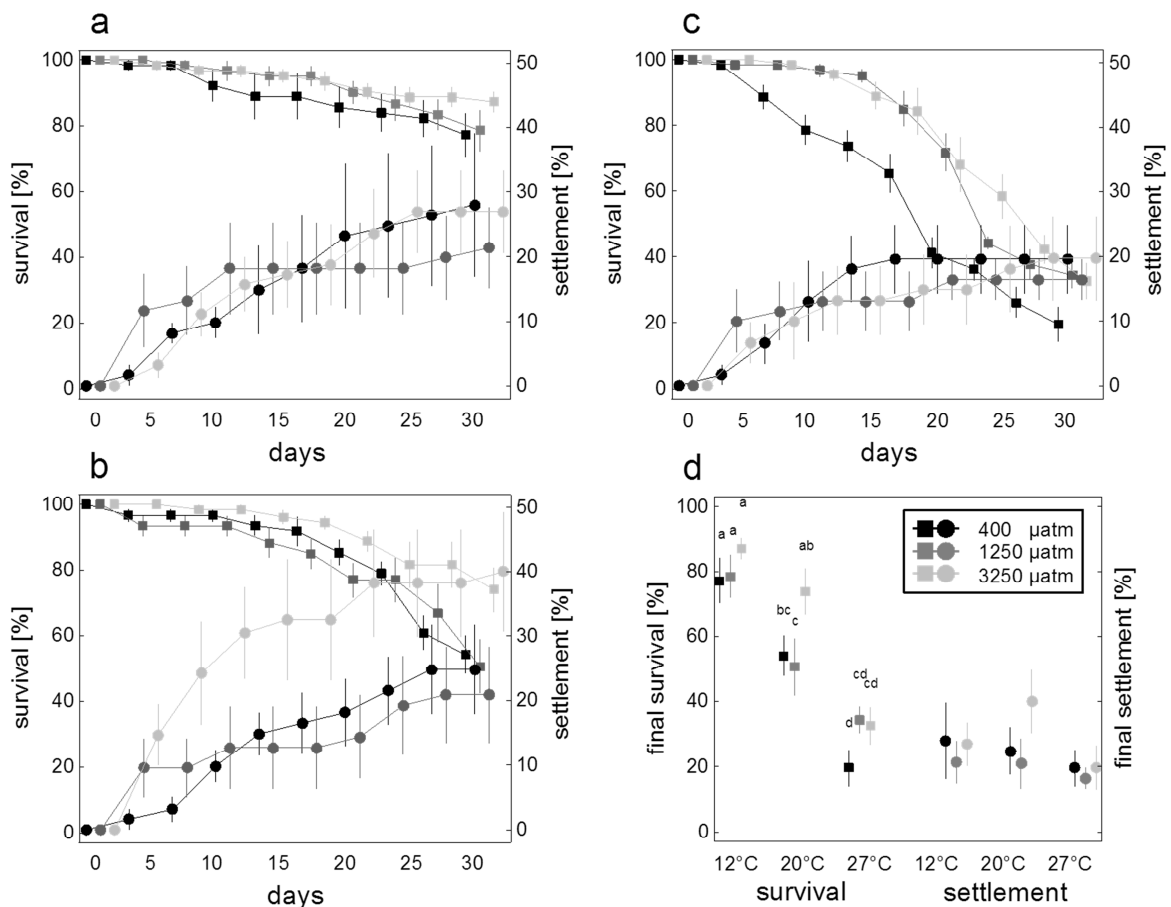 a
100
80
60
40
20
0
survival [%]
50
40
30
20
10
0
settlement [%]
0 5 10 15 20 25 30
days
c
100
80
60
40
20
0
survival [%]
50
40
30
20
10
0
settlement [%]
0 5 10 15 20 25 30
days
b
100
80
60
40
20
0
survival [%]
50
40
30
20
10
0
settlement [%]
0 5 10 15 20 25 30
days
d
100
80
60
40
20
0
final survival [%]
final settlement [%]
400 µatm
1250 µatm
3250 µatm
a a a
bc c ab
d cd cd
12°C 20°C 27°C 12°C 20°C 27°C
survival settlement